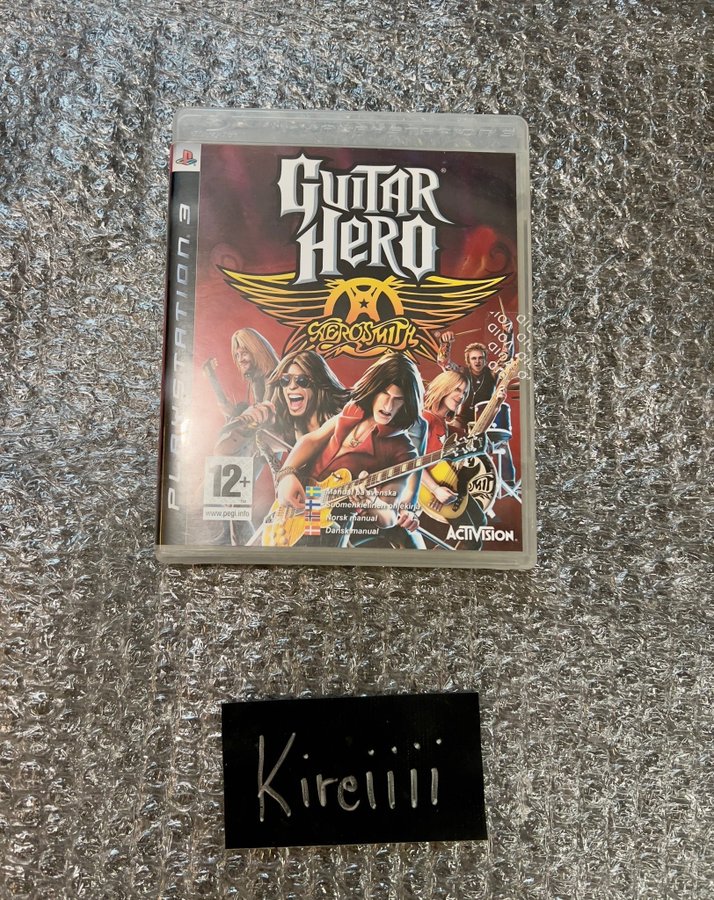 PLAYSTATION 3
GUITAR
HERO®
AEROSMITH
VOID
12+
www.pegi.info
Manual på svenska
Suomenkielinen ohjekirja
Norsk manual
Dansk manual
ACTIVISION.
Kireiiii